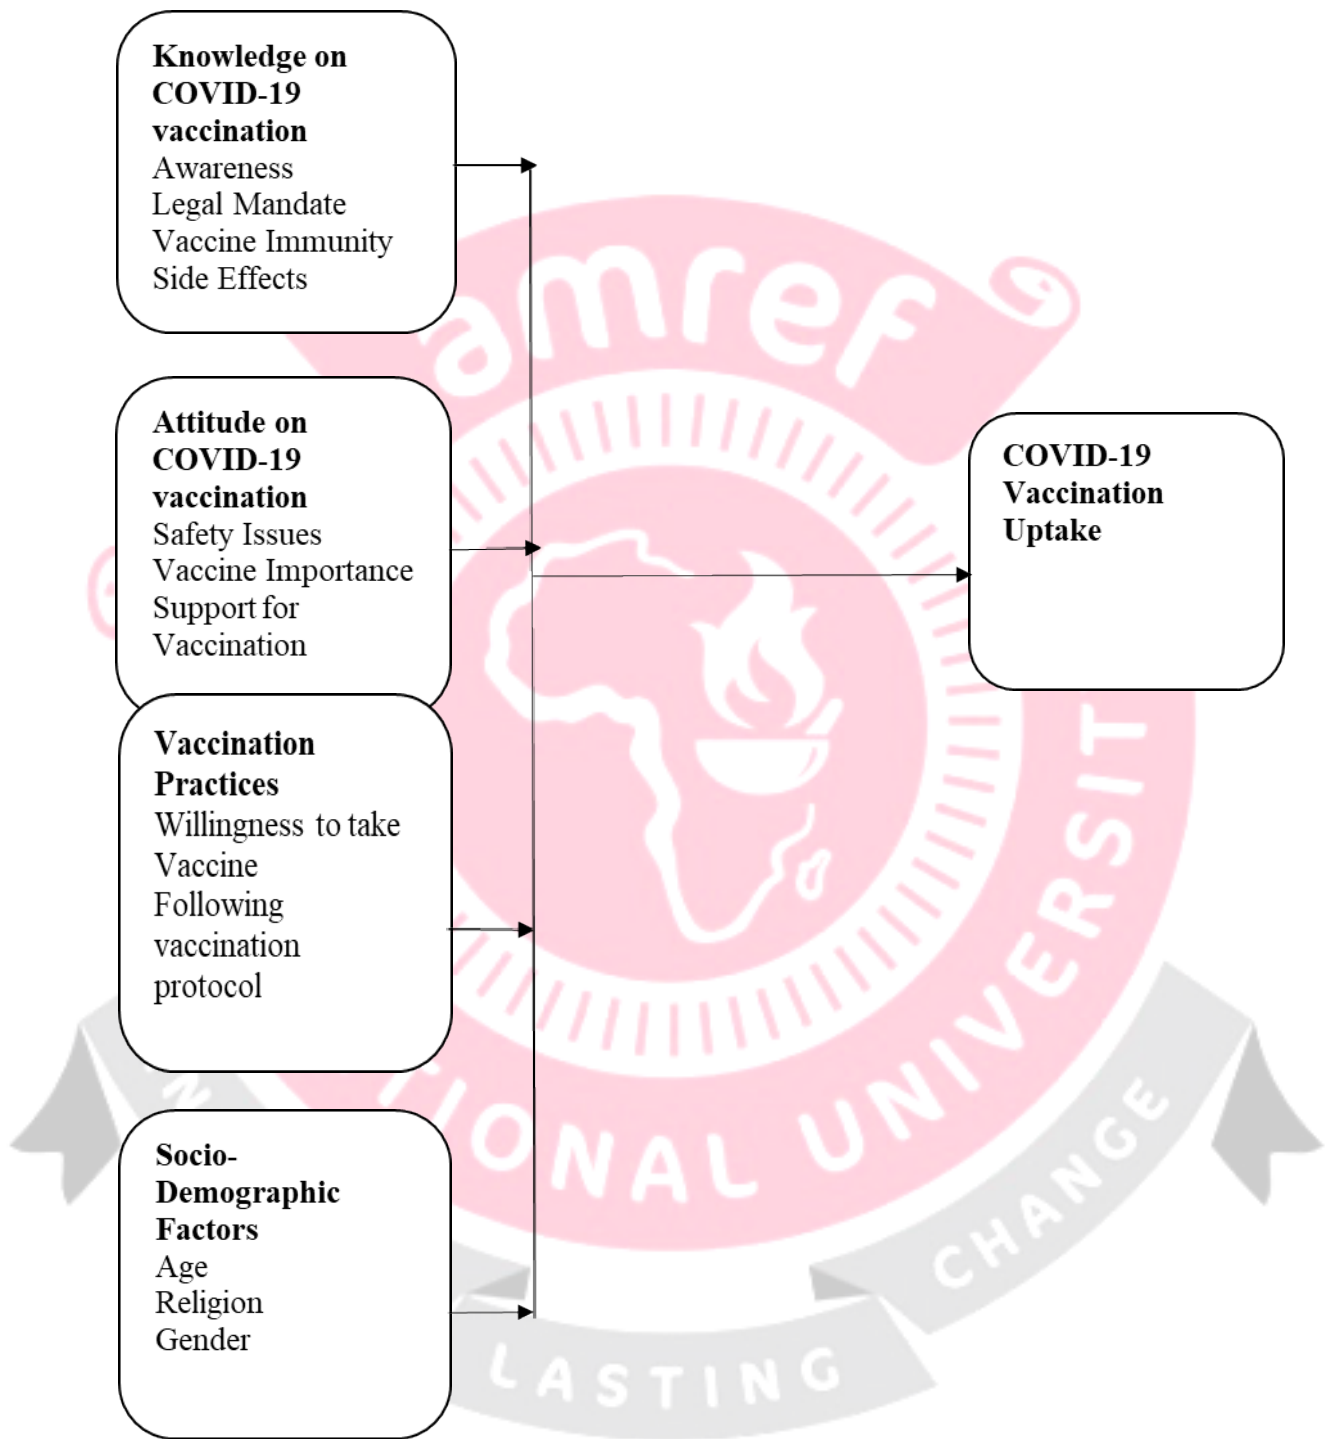 Knowledge on
COVID-19
vaccination
Awareness
Legal Mandate
Vaccine Immunity
Side Effects
Attitude on
COVID-19
vaccination
Safety Issues
Vaccine Importance
Support for
Vaccination
Vaccination
Practices
Willingness to take
Vaccine
Following
vaccination
protocol
Socio-
Demographic
Factors
Age
Religion
Gender
COVID-19
Vaccination
Uptake
amref
TIONAL UNIVERSIT
LASTING
CHANGE